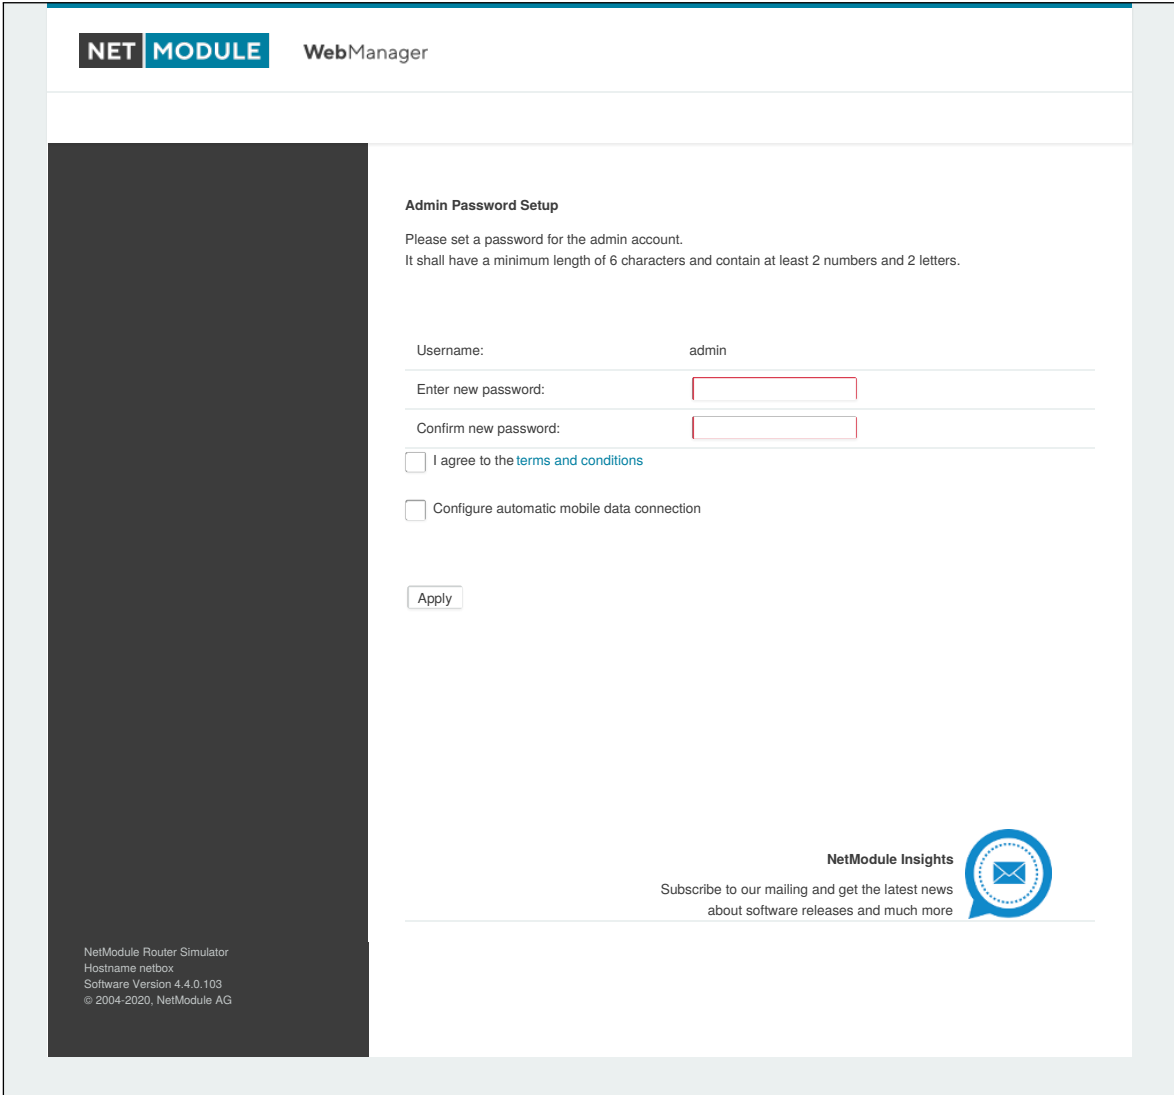 NET MODULE WebManager
Admin Password Setup
Please set a password for the admin account.
It shall have a minimum length of 6 characters and contain at least 2 numbers and 2 letters.
Username: admin
Enter new password:
Confirm new password:
I agree to the terms and conditions
Configure automatic mobile data connection
Apply
NetModule Insights
Subscribe to our mailing and get the latest news
about software releases and much more
NetModule Router Simulator
Hostname netbox
Software Version 4.4.0.103
© 2004-2020, NetModule AG